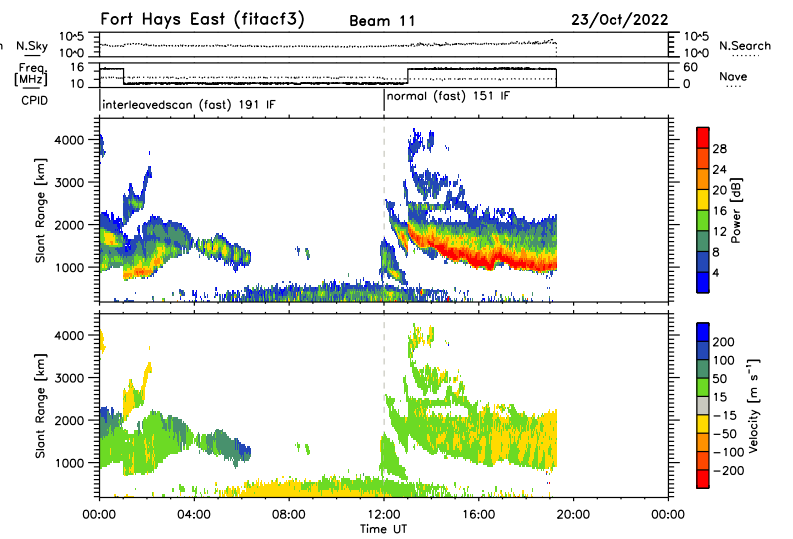 Fort Hays East (fitacf3) Beam 11 23/Oct/2022
n N.Sky 10^5 10^0 10^5 10^0 N.Search
Freq. [MHz] 16 10 60 0 Nave
CPID interleavedscan (fast) 191 IF normal (fast) 151 IF
Slant Range [km]
4000
3000
2000
1000
28
24
20
16
12
8
4
Power [dB]
Slant Range [km]
4000
3000
2000
1000
200
100
50
15
-15
-50
-100
-200
Velocity [m s⁻¹]
00:00 04:00 08:00 12:00 16:00 20:00 00:00
Time UT